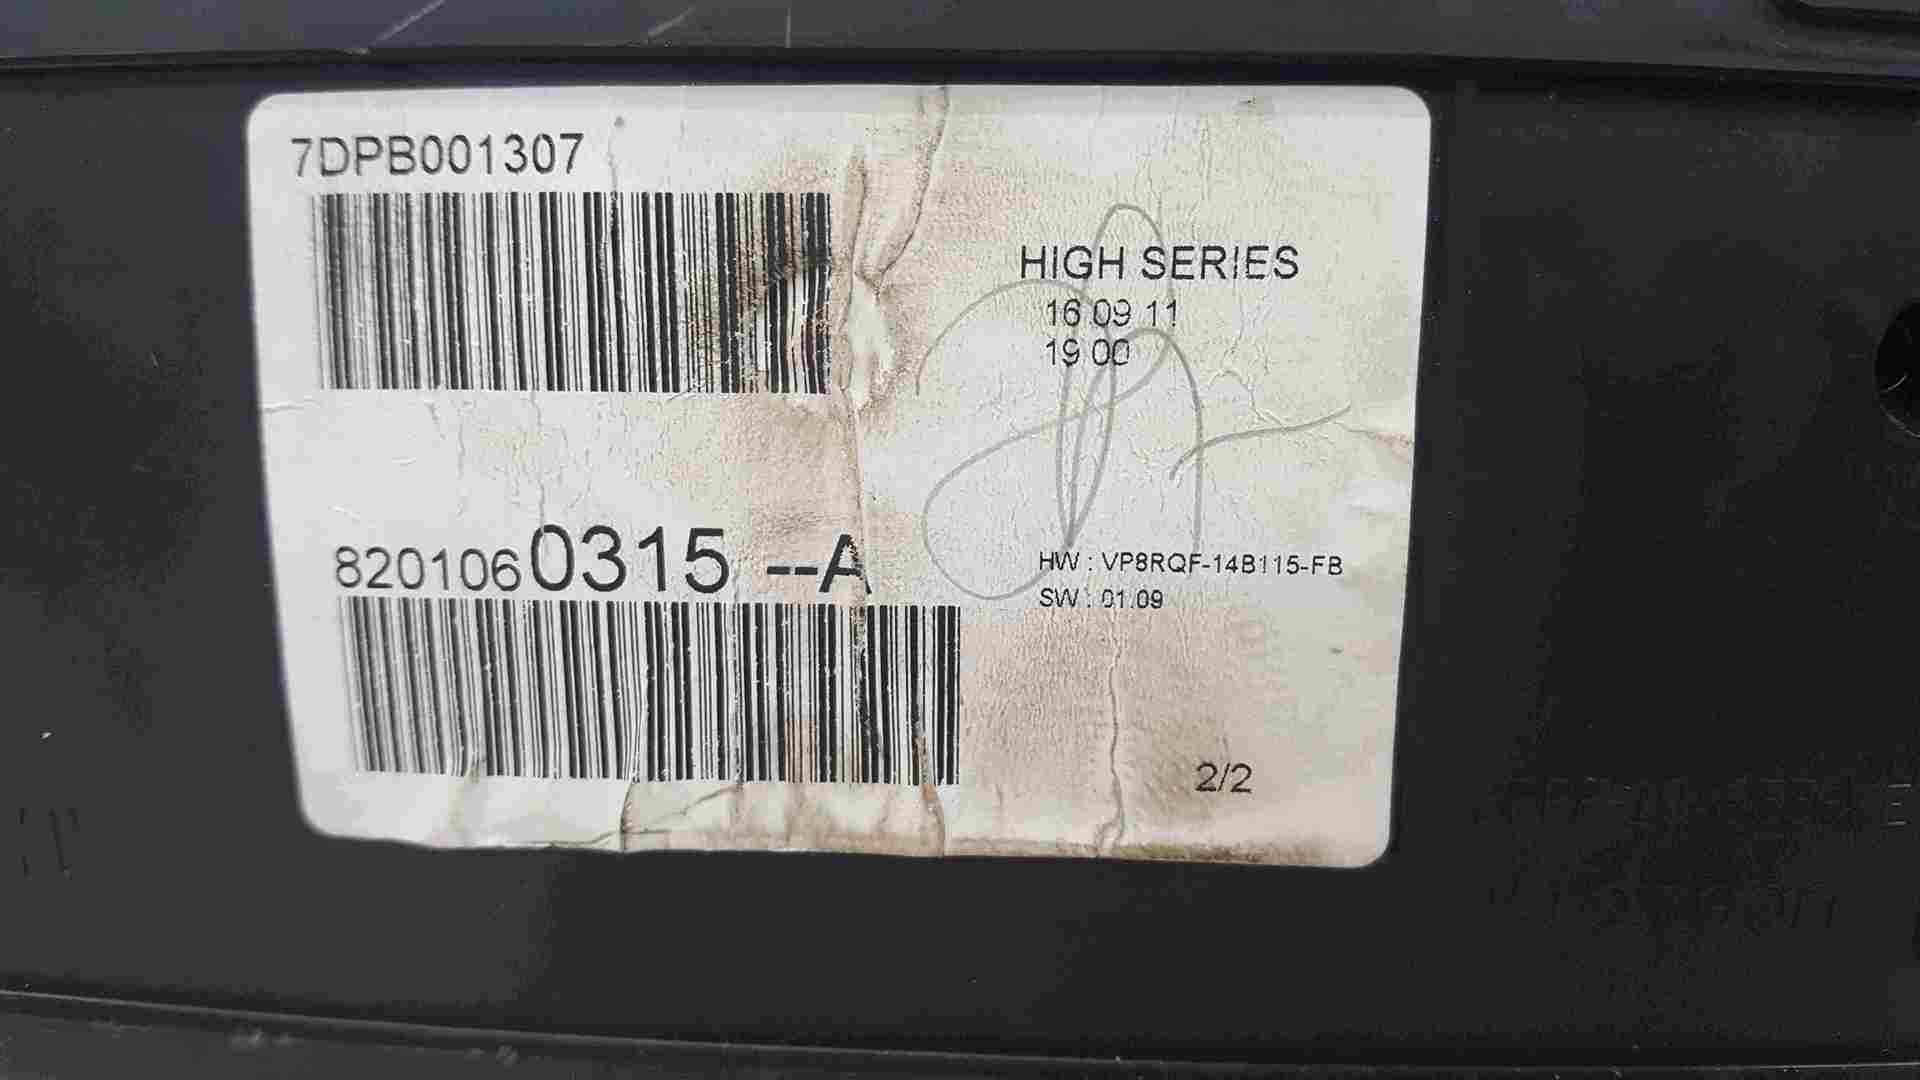 7DPB001307
HIGH SERIES
16 09 11
19 00
8201060315 --A
HW : VP8RQF-14B115-FB
SW : 01.09
2/2